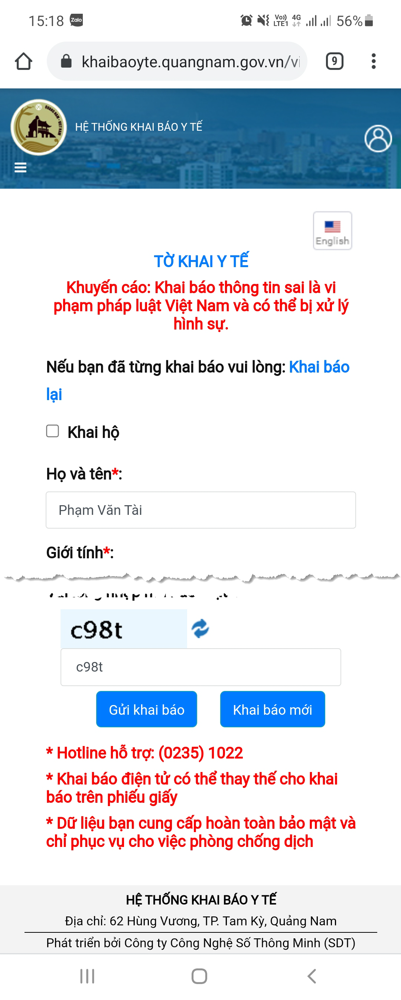 15:18 Zalo Vo)) LTE1 4G 56%
khaibaoyte.quangnam.gov.vn/vi
9
QUANG NAM - VIET NAM
HỆ THỐNG KHAI BÁO Y TẾ
English
TỜ KHAI Y TẾ
Khuyến cáo: Khai báo thông tin sai là vi
phạm pháp luật Việt Nam và có thể bị xử lý
hình sự.
Nếu bạn đã từng khai báo vui lòng: Khai báo
lại
Khai hộ
Họ và tên*:
Phạm Văn Tài
Giới tính*:
c98t
c98t
Gửi khai báo
Khai báo mới
* Hotline hỗ trợ: (0235) 1022
* Khai báo điện tử có thể thay thế cho khai
báo trên phiếu giấy
* Dữ liệu bạn cung cấp hoàn toàn bảo mật và
chỉ phục vụ cho việc phòng chống dịch
HỆ THỐNG KHAI BÁO Y TẾ
Địa chỉ: 62 Hùng Vương, TP. Tam Kỳ, Quảng Nam
Phát triển bởi Công ty Công Nghệ Số Thông Minh (SDT)